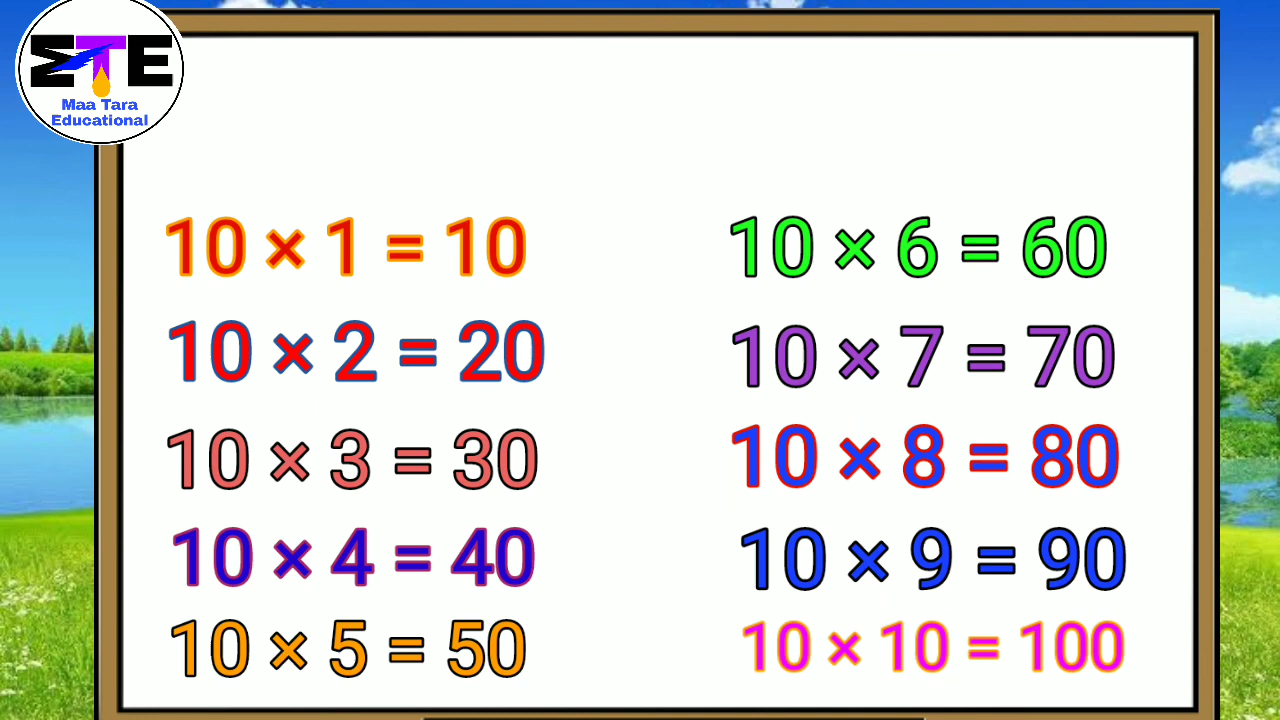 MTE
Maa Tara
Educational
10 × 1 = 10
10 × 2 = 20
10 × 3 = 30
10 × 4 = 40
10 × 5 = 50
10 × 6 = 60
10 × 7 = 70
10 × 8 = 80
10 × 9 = 90
10 × 10 = 100